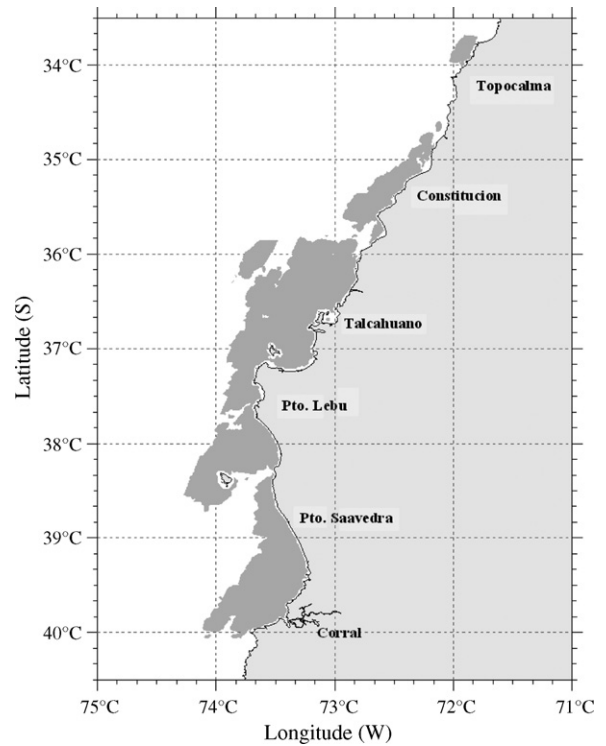 34°C
Topocalma
35°C
Constitucion
36°C
Talcahuano
37°C
Pto. Lebu
38°C
Pto. Saavedra
39°C
40°C
Corral
Latitude (S)
75°C 74°C 73°C 72°C 71°C
Longitude (W)